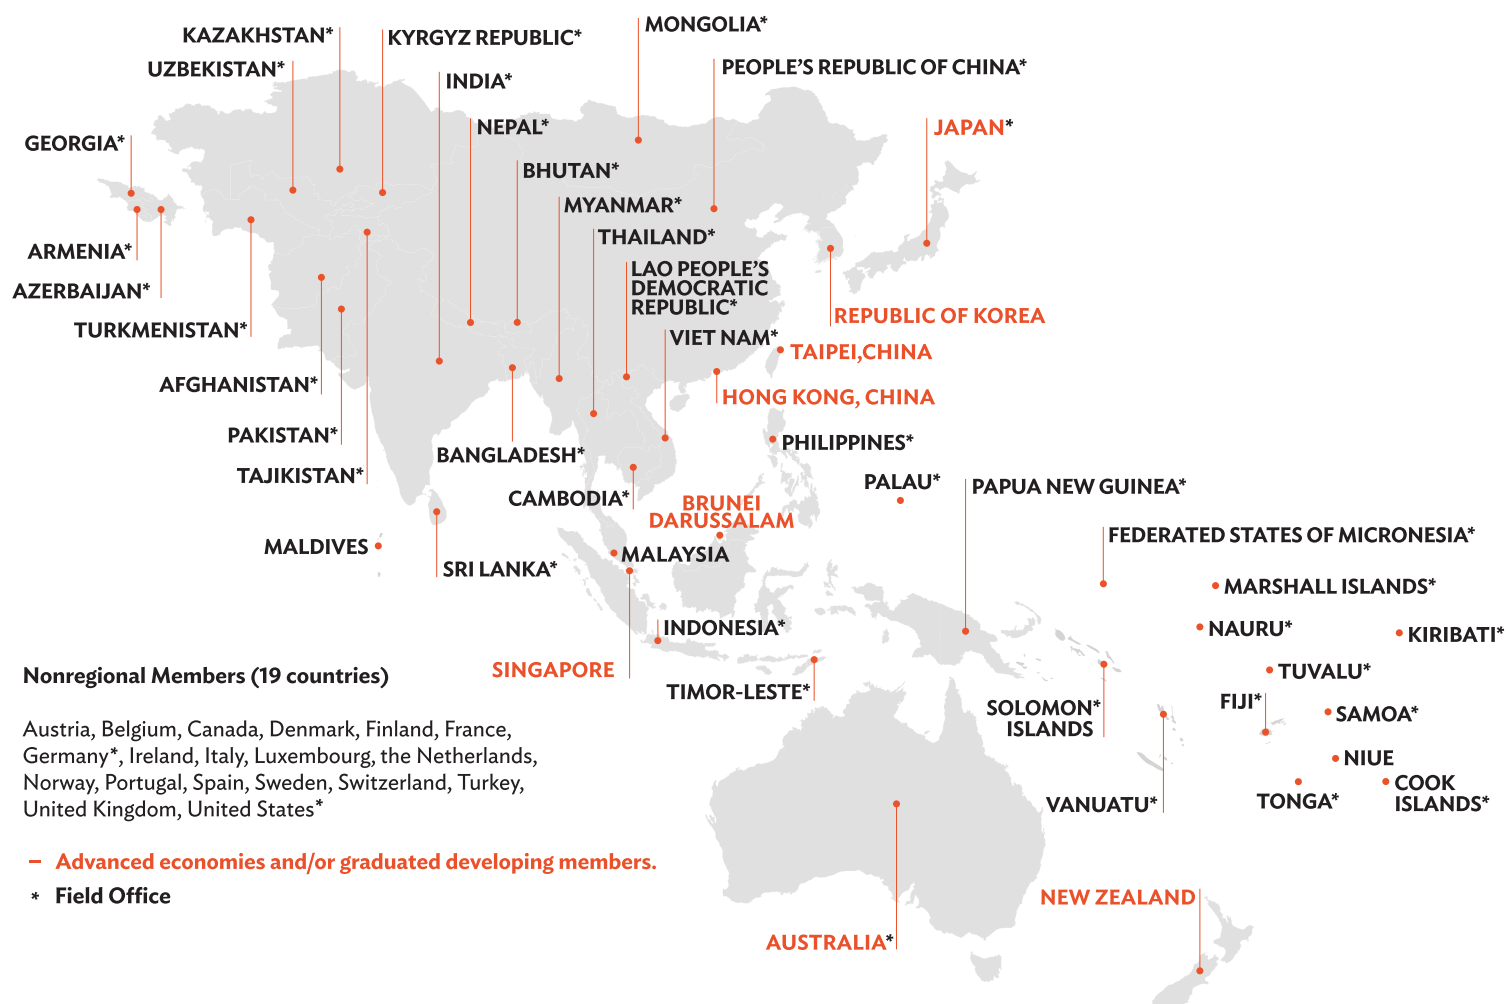 MONGOLIA*
KAZAKHSTAN*
KYRGYZ REPUBLIC*
UZBEKISTAN*
PEOPLE'S REPUBLIC OF CHINA*
INDIA*
NEPAL*
JAPAN*
GEORGIA*
BHUTAN*
MYANMAR*
THAILAND*
ARMENIA*
LAO PEOPLE'S
DEMOCRATIC
REPUBLIC*
AZERBAIJAN*
REPUBLIC OF KOREA
TURKMENISTAN*
VIET NAM*
TAIPEI,CHINA
AFGHANISTAN*
HONG KONG, CHINA
PAKISTAN*
PHILIPPINES*
BANGLADESH*
TAJIKISTAN*
PALAU*
PAPUA NEW GUINEA*
CAMBODIA*
BRUNEI
DARUSSALAM
FEDERATED STATES OF MICRONESIA*
MALDIVES
MALAYSIA
SRI LANKA*
MARSHALL ISLANDS*
INDONESIA*
NAURU*
KIRIBATI*
SINGAPORE
TUVALU*
TIMOR-LESTE*
FIJI*
SOLOMON*
ISLANDS
SAMOA*
NIUE
COOK
ISLANDS*
TONGA*
VANUATU*
Nonregional Members (19 countries)
Austria, Belgium, Canada, Denmark, Finland, France,
Germany*, Ireland, Italy, Luxembourg, the Netherlands,
Norway, Portugal, Spain, Sweden, Switzerland, Turkey,
United Kingdom, United States*
– Advanced economies and/or graduated developing members.
* Field Office
NEW ZEALAND
AUSTRALIA*